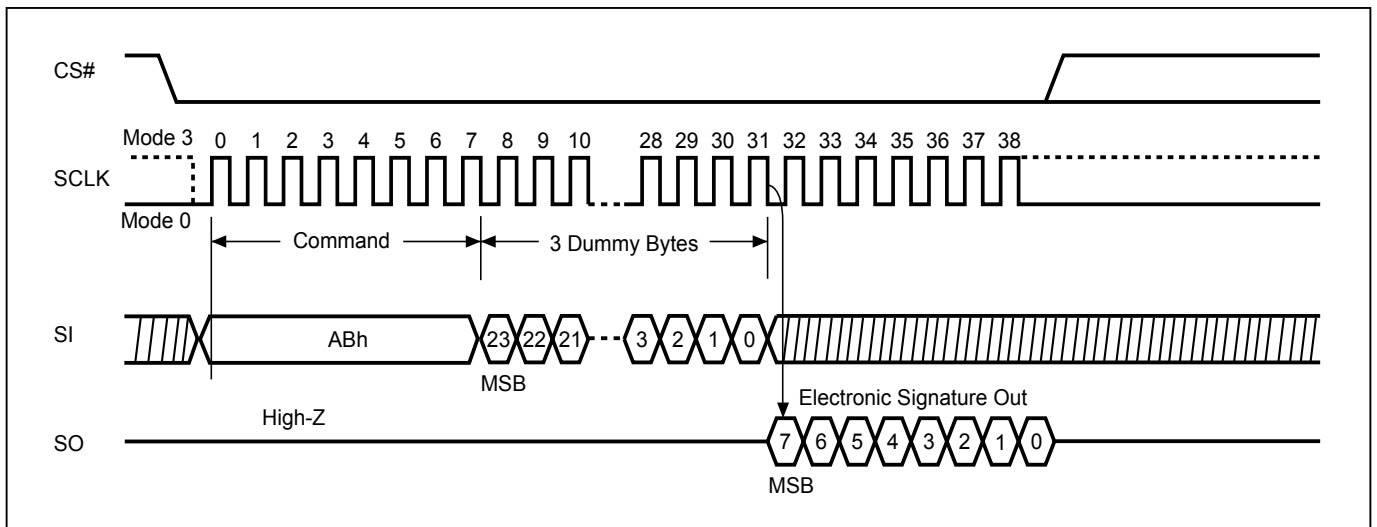 CS#
Mode 3
0 1 2 3 4 5 6 7 8 9 10 28 29 30 31 32 33 34 35 36 37 38
SCLK
Mode 0
Command
3 Dummy Bytes
SI
ABh
23 22 21 3 2 1 0
MSB
Electronic Signature Out
High-Z
SO
7 6 5 4 3 2 1 0
MSB